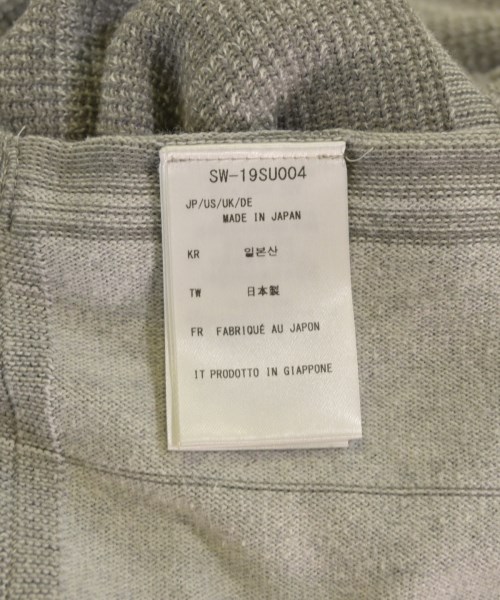 SW-19SU004
JP/US/UK/DE
MADE IN JAPAN
KR 일본산
TW 日本製
FR FABRIQUÉ AU JAPON
IT PRODOTTO IN GIAPPONE